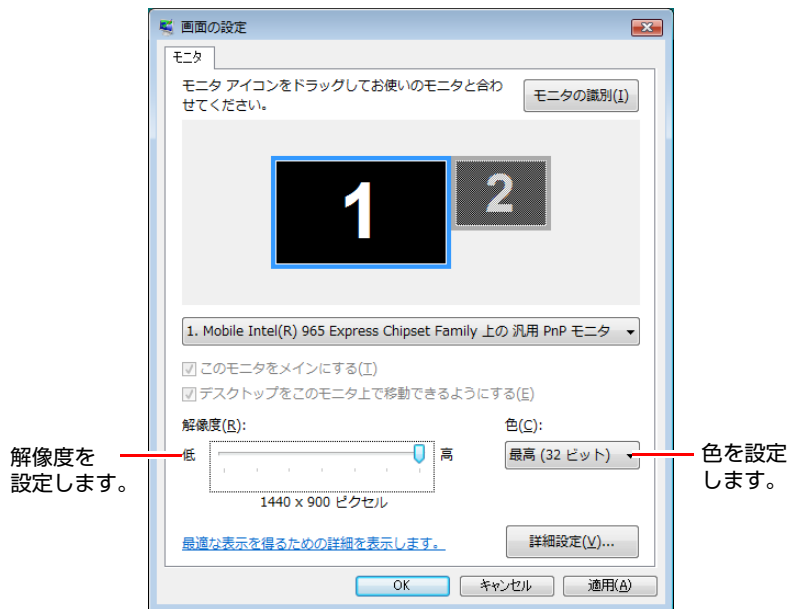 画面の設定
モニタ
モニタ アイコンをドラッグしてお使いのモニタと合わ
せてください。
モニタの識別(I)
1
2
1. Mobile Intel(R) 965 Express Chipset Family 上の 汎用 PnP モニタ
このモニタをメインにする(T)
デスクトップをこのモニタ上で移動できるようにする(E)
解像度(R):
色(C):
低
高
最高 (32 ビット)
1440 x 900 ピクセル
解像度を
設定します。
色を設定
します。
最適な表示を得るための詳細を表示します。
詳細設定(V)...
OK
キャンセル
適用(A)